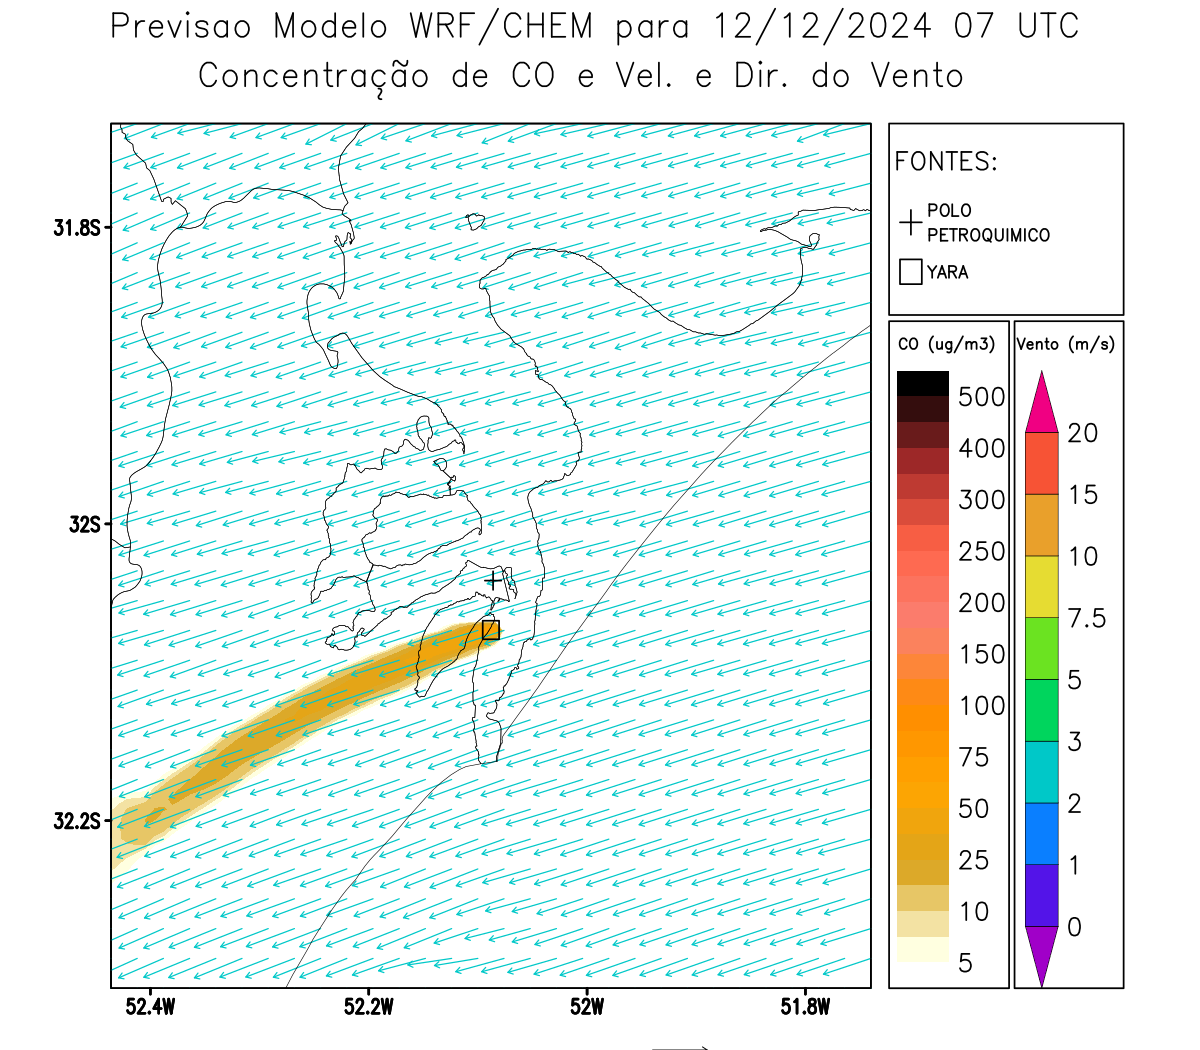 Previsao Modelo WRF/CHEM para 12/12/2024 07 UTC
Concentração de CO e Vel. e Dir. do Vento
FONTES:
POLO
PETROQUIMICO
YARA
CO (ug/m3)
500
400
300
250
200
150
100
75
50
25
10
5
Vento (m/s)
20
15
10
7.5
5
3
2
1
0
31.8S
32S
32.2S
52.4W
52.2W
52W
51.8W